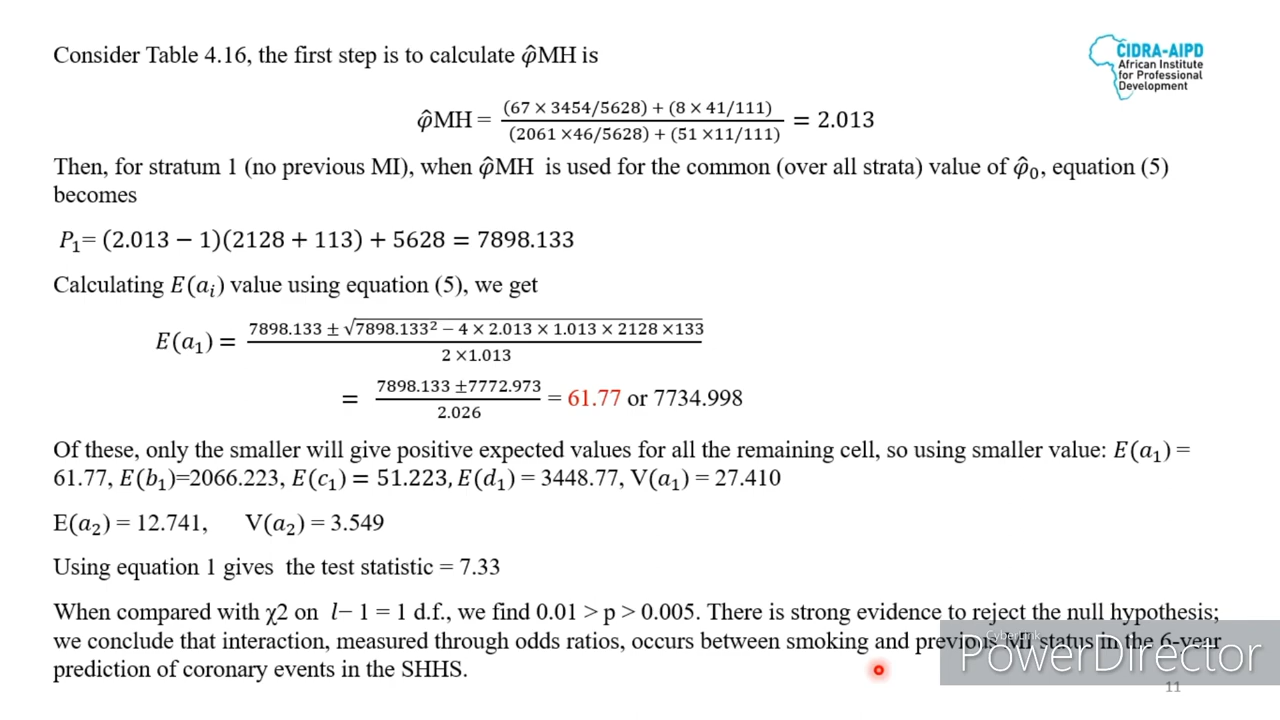 Consider Table 4.16, the first step is to calculate φ̂MH is
CIDRA-AIPD
African Institute
for Professional
Development
φ̂MH = (67 × 3454/5628) + (8 × 41/111) / (2061 ×46/5628) + (51 ×11/111) = 2.013
Then, for stratum 1 (no previous MI), when φ̂MH is used for the common (over all strata) value of φ̂₀, equation (5)
becomes
P₁= (2.013 − 1)(2128 + 113) + 5628 = 7898.133
Calculating E(aᵢ) value using equation (5), we get
E(a₁) = 7898.133 ± √7898.133² − 4 × 2.013 × 1.013 × 2128 ×133 / 2 ×1.013
= 7898.133 ±7772.973 / 2.026 = 61.77 or 7734.998
Of these, only the smaller will give positive expected values for all the remaining cell, so using smaller value: E(a₁) =
61.77, E(b₁)=2066.223, E(c₁) = 51.223, E(d₁) = 3448.77, V(a₁) = 27.410
E(a₂) = 12.741, V(a₂) = 3.549
Using equation 1 gives the test statistic = 7.33
When compared with χ2 on l− 1 = 1 d.f., we find 0.01 > p > 0.005. There is strong evidence to reject the null hypothesis;
we conclude that interaction, measured through odds ratios, occurs between smoking and previous MI status in the 6-year
prediction of coronary events in the SHHS.
CyberLink
PowerDirector
11